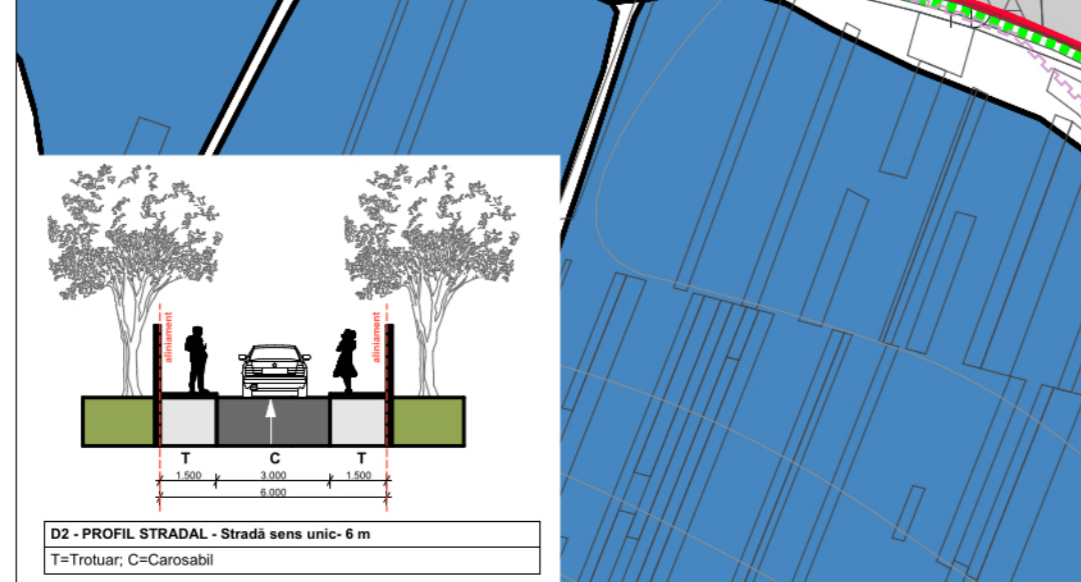 aliniament
aliniament
T
C
T
1.500
3.000
1.500
6.000
D2 - PROFIL STRADAL - Stradă sens unic- 6 m
T=Trotuar; C=Carosabil